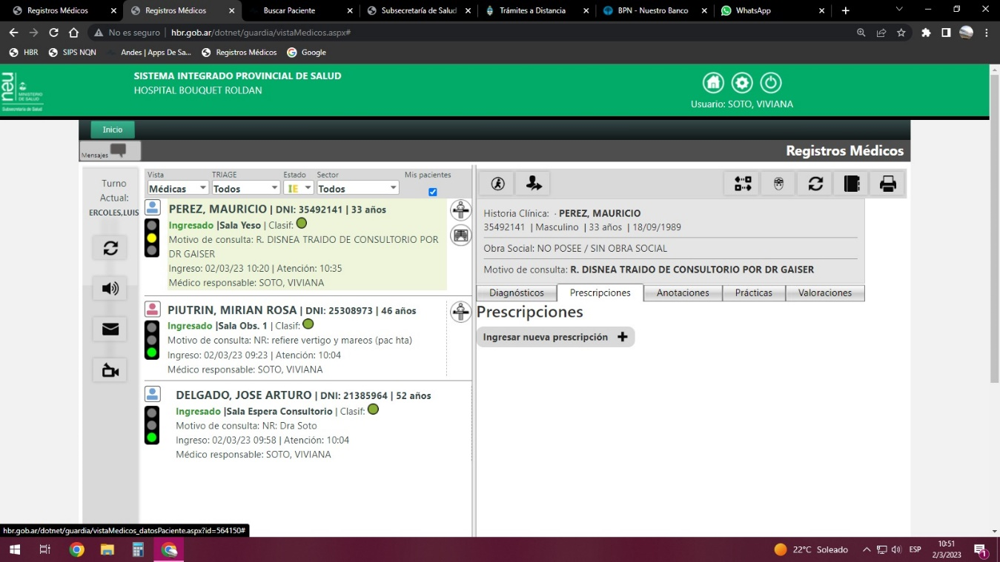 Registros Médicos
Registros Médicos
Buscar Paciente
Subsecretaría de Salud
Trámites a Distancia
BPN - Nuestro Banco
WhatsApp
No es seguro
hbr.gob.ar/dotnet/guardia/vistaMedicos.aspx#
HBR
SIPS NQN
Andes | Apps De Sa...
Registros Médicos
Google
neu
MINISTERIO
DE SALUD
Subsecretaría de Salud
SISTEMA INTEGRADO PROVINCIAL DE SALUD
HOSPITAL BOUQUET ROLDAN
Usuario: SOTO, VIVIANA
Inicio
Mensajes
Registros Médicos
Turno
Actual:
ERCOLES,LUIS
Vista
TRIAGE
Estado
Sector
Mis pacientes
Médicas
Todos
IE
Todos
PEREZ, MAURICIO | DNI: 35492141 | 33 años
Ingresado |Sala Yeso | Clasif:
Motivo de consulta: R. DISNEA TRAIDO DE CONSULTORIO POR
DR GAISER
Ingreso: 02/03/23 10:20 | Atención: 10:35
Médico responsable: SOTO, VIVIANA
PIUTRIN, MIRIAN ROSA | DNI: 25308973 | 46 años
Ingresado |Sala Obs. 1 | Clasif:
Motivo de consulta: NR: refiere vertigo y mareos (pac hta)
Ingreso: 02/03/23 09:23 | Atención: 10:04
Médico responsable: SOTO, VIVIANA
DELGADO, JOSE ARTURO | DNI: 21385964 | 52 años
Ingresado |Sala Espera Consultorio | Clasif:
Motivo de consulta: NR: Dra Soto
Ingreso: 02/03/23 09:58 | Atención: 10:04
Médico responsable: SOTO, VIVIANA
Historia Clínica: · PEREZ, MAURICIO
35492141 | Masculino | 33 años | 18/09/1989
Obra Social: NO POSEE / SIN OBRA SOCIAL
Motivo de consulta: R. DISNEA TRAIDO DE CONSULTORIO POR DR GAISER
Diagnósticos
Prescripciones
Anotaciones
Prácticas
Valoraciones
Prescripciones
Ingresar nueva prescripción
hbr.gob.ar/dotnet/guardia/vistaMedicos_datosPaciente.aspx?id=564150#
22°C Soleado
ESP
10:51
2/3/2023
1